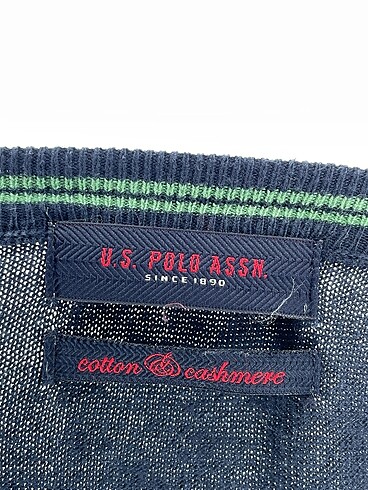 U.S. POLO ASSN.
SINCE 1890
cotton cashmere